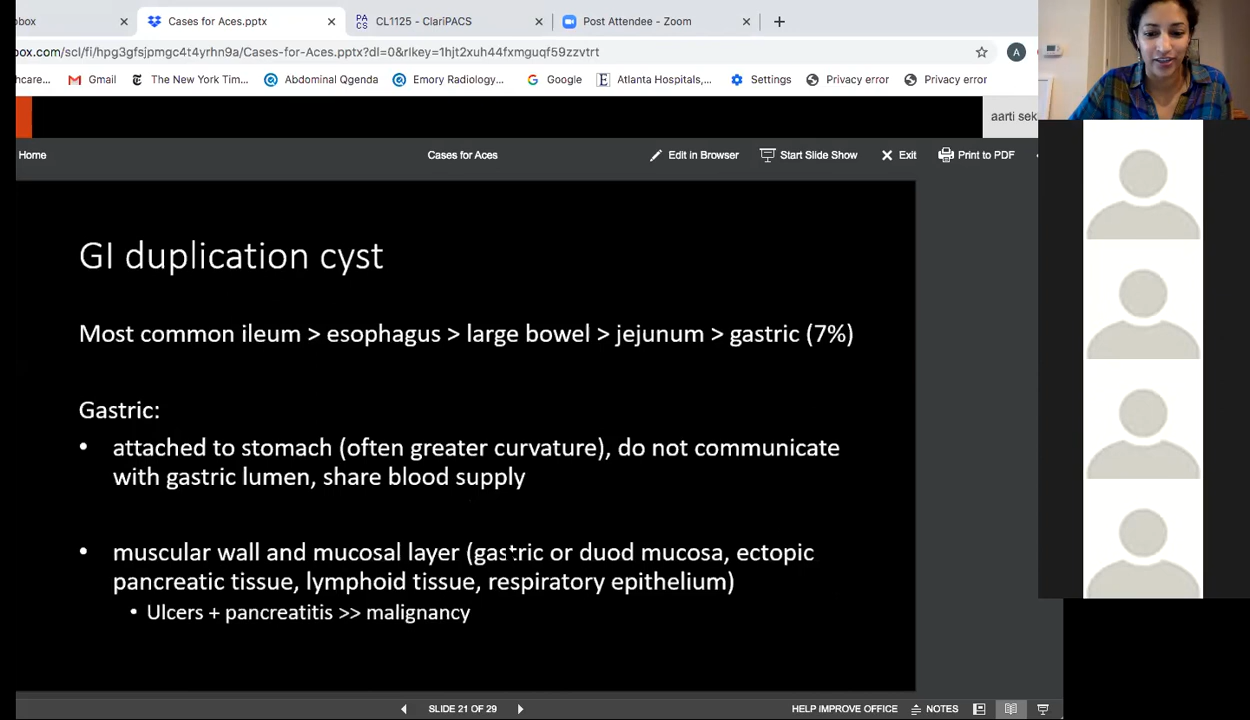 box
Cases for Aces.pptx
CL1125 - ClariPACS
Post Attendee - Zoom
box.com/scl/fi/hpg3gfsjpmgc4t4yrhn9a/Cases-for-Aces.pptx?dl=0&rlkey=1hjt2xuh44fxmguqf59zzvtrt
A
hcare...
Gmail
The New York Tim...
Abdominal Qgenda
Emory Radiology...
Google
Atlanta Hospitals,...
Settings
Privacy error
Privacy error
aarti sek
Home
Cases for Aces
Edit in Browser
Start Slide Show
Exit
Print to PDF
GI duplication cyst
Most common ileum > esophagus > large bowel > jejunum > gastric (7%)
Gastric:
• attached to stomach (often greater curvature), do not communicate
with gastric lumen, share blood supply
• muscular wall and mucosal layer (gastric or duod mucosa, ectopic
pancreatic tissue, lymphoid tissue, respiratory epithelium)
• Ulcers + pancreatitis >> malignancy
SLIDE 21 OF 29
HELP IMPROVE OFFICE
NOTES